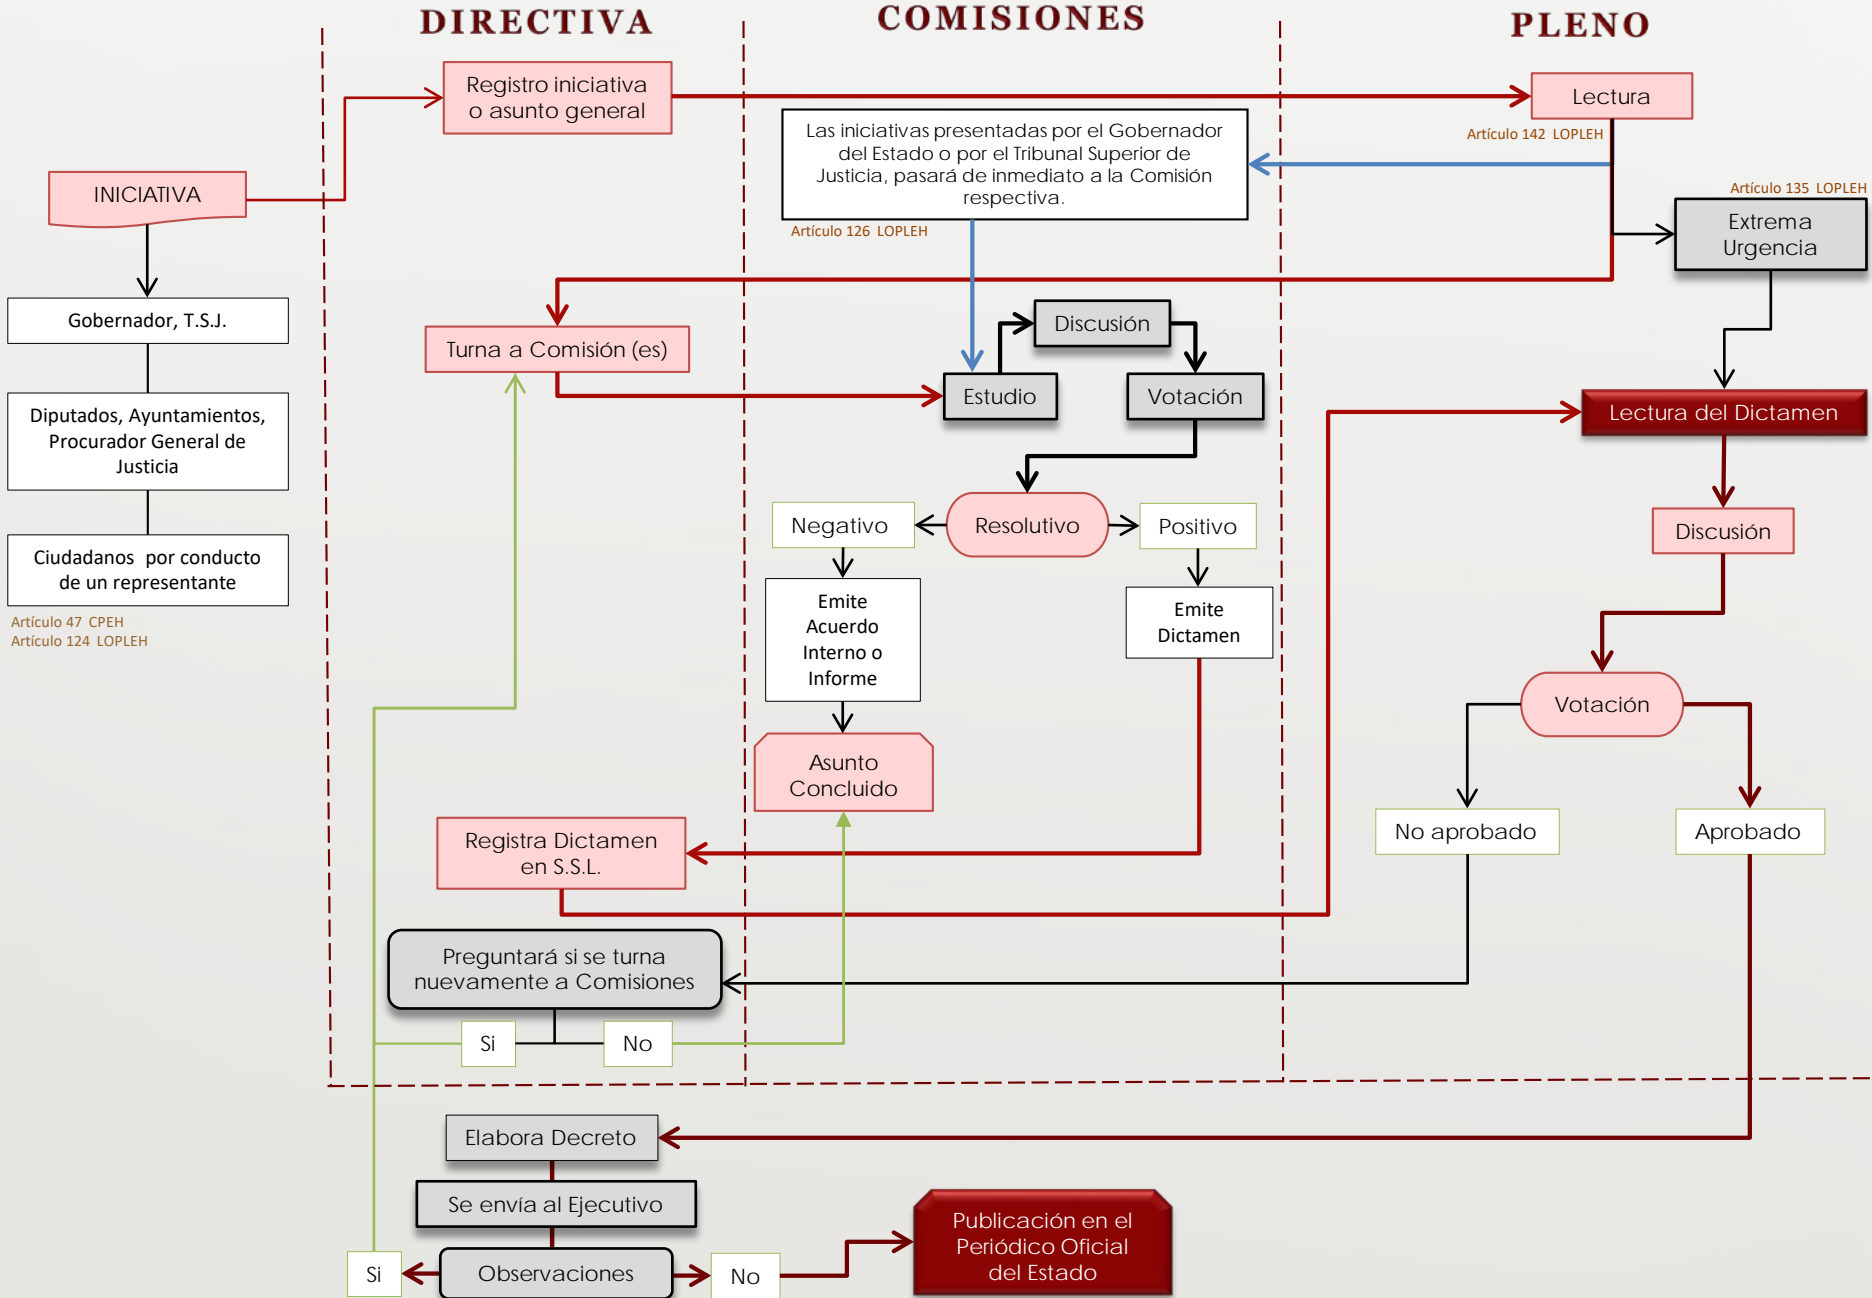 DIRECTIVA
COMISIONES
PLENO
Registro iniciativa
o asunto general
Lectura
Artículo 142 LOPLEH
Las iniciativas presentadas por el Gobernador
del Estado o por el Tribunal Superior de
Justicia, pasará de inmediato a la Comisión
respectiva.
Artículo 126 LOPLEH
INICIATIVA
Artículo 135 LOPLEH
Extrema
Urgencia
Gobernador, T.S.J.
Diputados, Ayuntamientos,
Procurador General de
Justicia
Ciudadanos por conducto
de un representante
Artículo 47 CPEH
Artículo 124 LOPLEH
Turna a Comisión (es)
Discusión
Estudio
Votación
Lectura del Dictamen
Negativo
Resolutivo
Positivo
Discusión
Emite
Acuerdo
Interno o
Informe
Emite
Dictamen
Votación
Asunto
Concluido
No aprobado
Aprobado
Registra Dictamen
en S.S.L.
Preguntará si se turna
nuevamente a Comisiones
Si
No
Elabora Decreto
Se envía al Ejecutivo
Observaciones
Si
No
Publicación en el
Periódico Oficial
del Estado